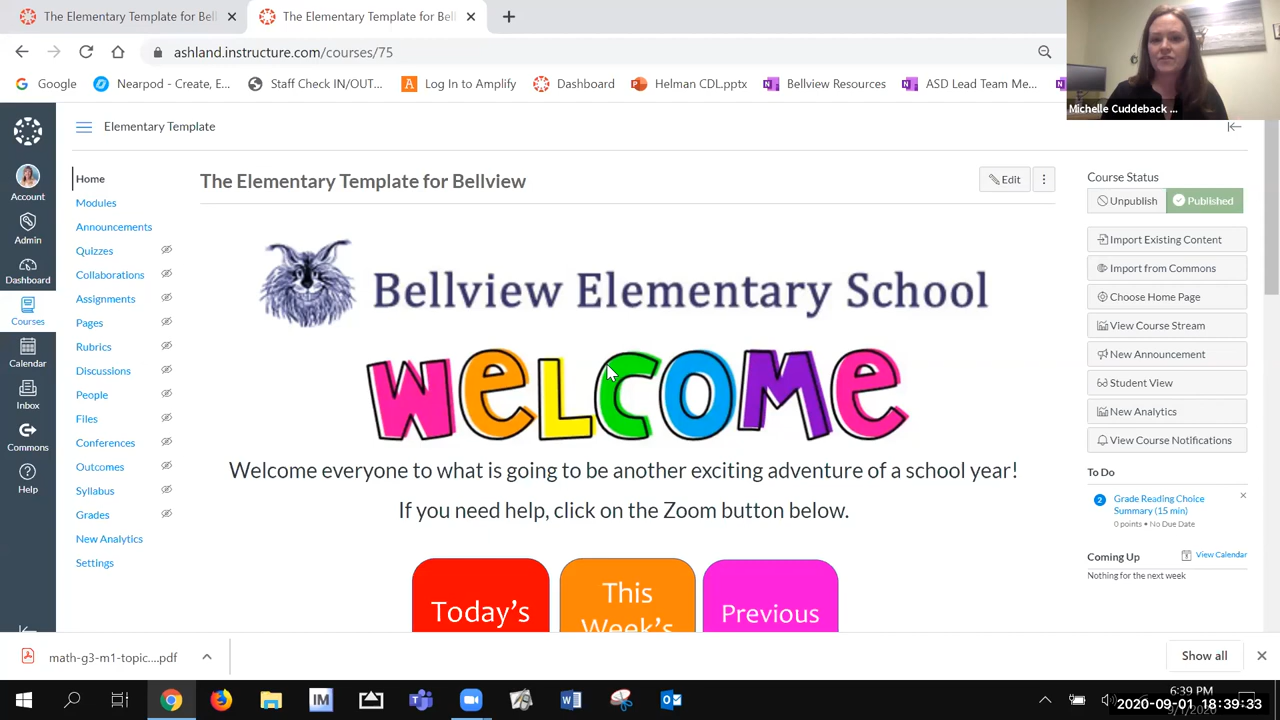 The Elementary Template for Bel
The Elementary Template for Bel
ashland.instructure.com/courses/75
Google
Nearpod - Create, E...
Staff Check IN/OUT...
Log In to Amplify
Dashboard
Helman CDL.pptx
Bellview Resources
ASD Lead Team Me...
Michelle Cuddeback ...
Elementary Template
Account
Admin
Dashboard
Courses
Calendar
Inbox
Commons
Help
Home
Modules
Announcements
Quizzes
Collaborations
Assignments
Pages
Rubrics
Discussions
People
Files
Conferences
Outcomes
Syllabus
Grades
New Analytics
Settings
The Elementary Template for Bellview
Edit
Bellview Elementary School
WeLCOMe
Welcome everyone to what is going to be another exciting adventure of a school year!
If you need help, click on the Zoom button below.
Today's
This
Week's
Previous
Course Status
Unpublish
Published
Import Existing Content
Import from Commons
Choose Home Page
View Course Stream
New Announcement
Student View
New Analytics
View Course Notifications
To Do
2
Grade Reading Choice
Summary (15 min)
0 points • No Due Date
Coming Up
View Calendar
Nothing for the next week
math-g3-m1-topic....pdf
Show all
IM
6:39 PM
2020-09-01 18:39:33